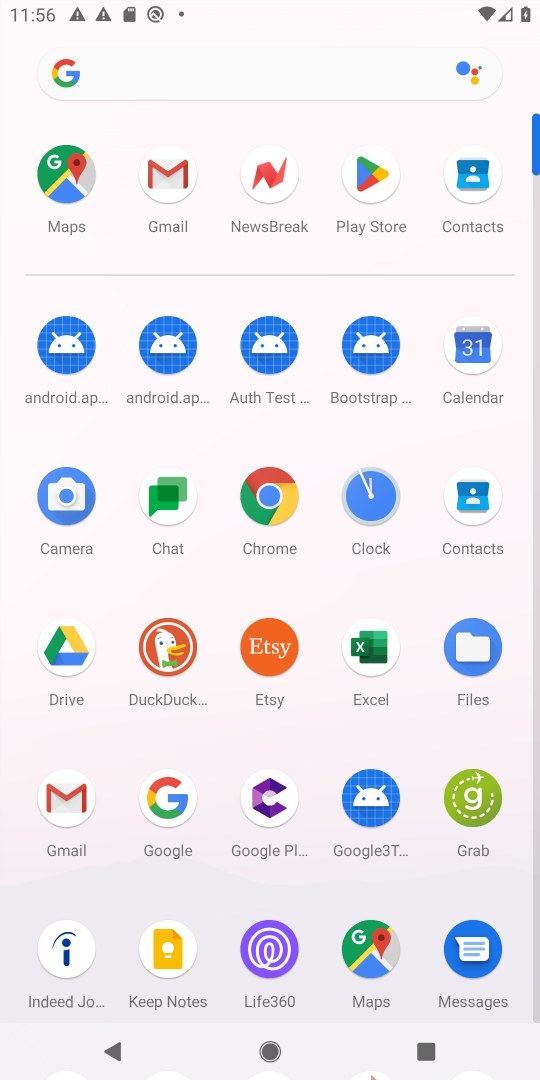 11:56
Maps Gmail NewsBreak Play Store Contacts
android.ap... android.ap... Auth Test ... Bootstrap ... 31 Calendar
Camera Chat Chrome Clock Contacts
Etsy
Drive DuckDuck... Etsy Excel Files
Gmail Google Google Pl... Google3T... Grab
Indeed Jo... Keep Notes Life360 Maps Messages